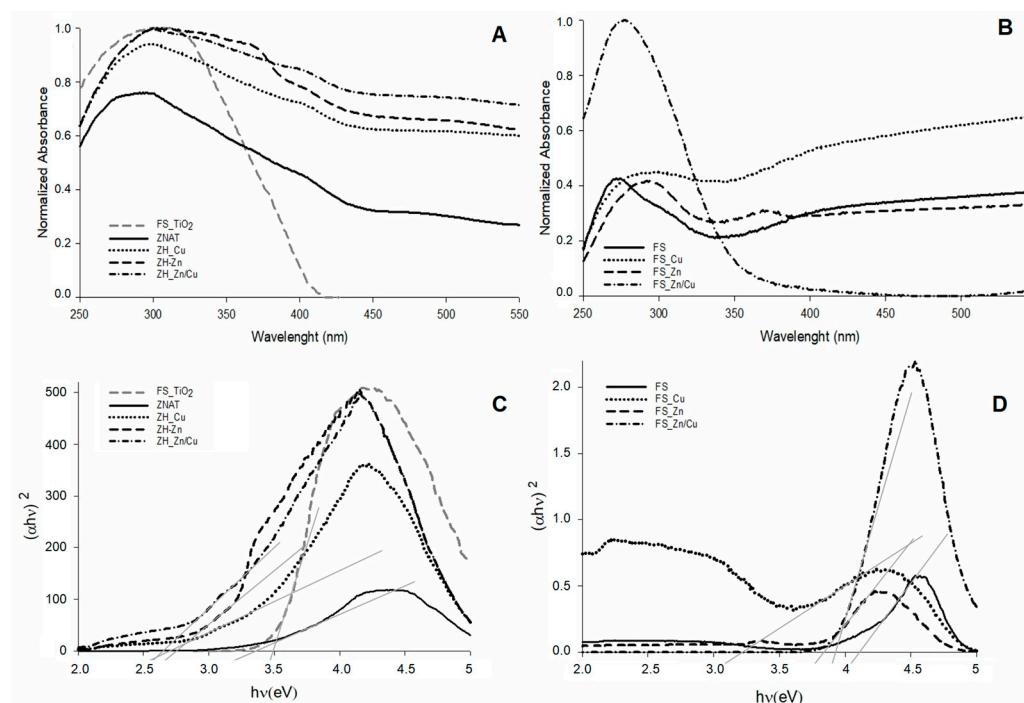 A
Normalized Absorbance
1.0
0.8
0.6
0.4
0.2
0.0
FS_TiO2
ZNAT
ZH_Cu
ZH-Zn
ZH_Zn/Cu
250 300 350 400 450 500 550
Wavelenght (nm)
B
Normalized Absorbance
1.0
0.8
0.6
0.4
0.2
0.0
FS
FS_Cu
FS_Zn
FS_Zn/Cu
250 300 350 400 450 500
Wavelenght (nm)
C
(αhν) 2
500
400
300
200
100
0
FS_TiO2
ZNAT
ZH_Cu
ZH-Zn
ZH_Zn/Cu
2.0 2.5 3.0 3.5 4.0 4.5 5
hν(eV)
D
(αhν) 2
2.0
1.5
1.0
0.5
0.0
FS
FS_Cu
FS_Zn
FS_Zn/Cu
2.0 2.5 3.0 3.5 4 4.5 5
hν(eV)